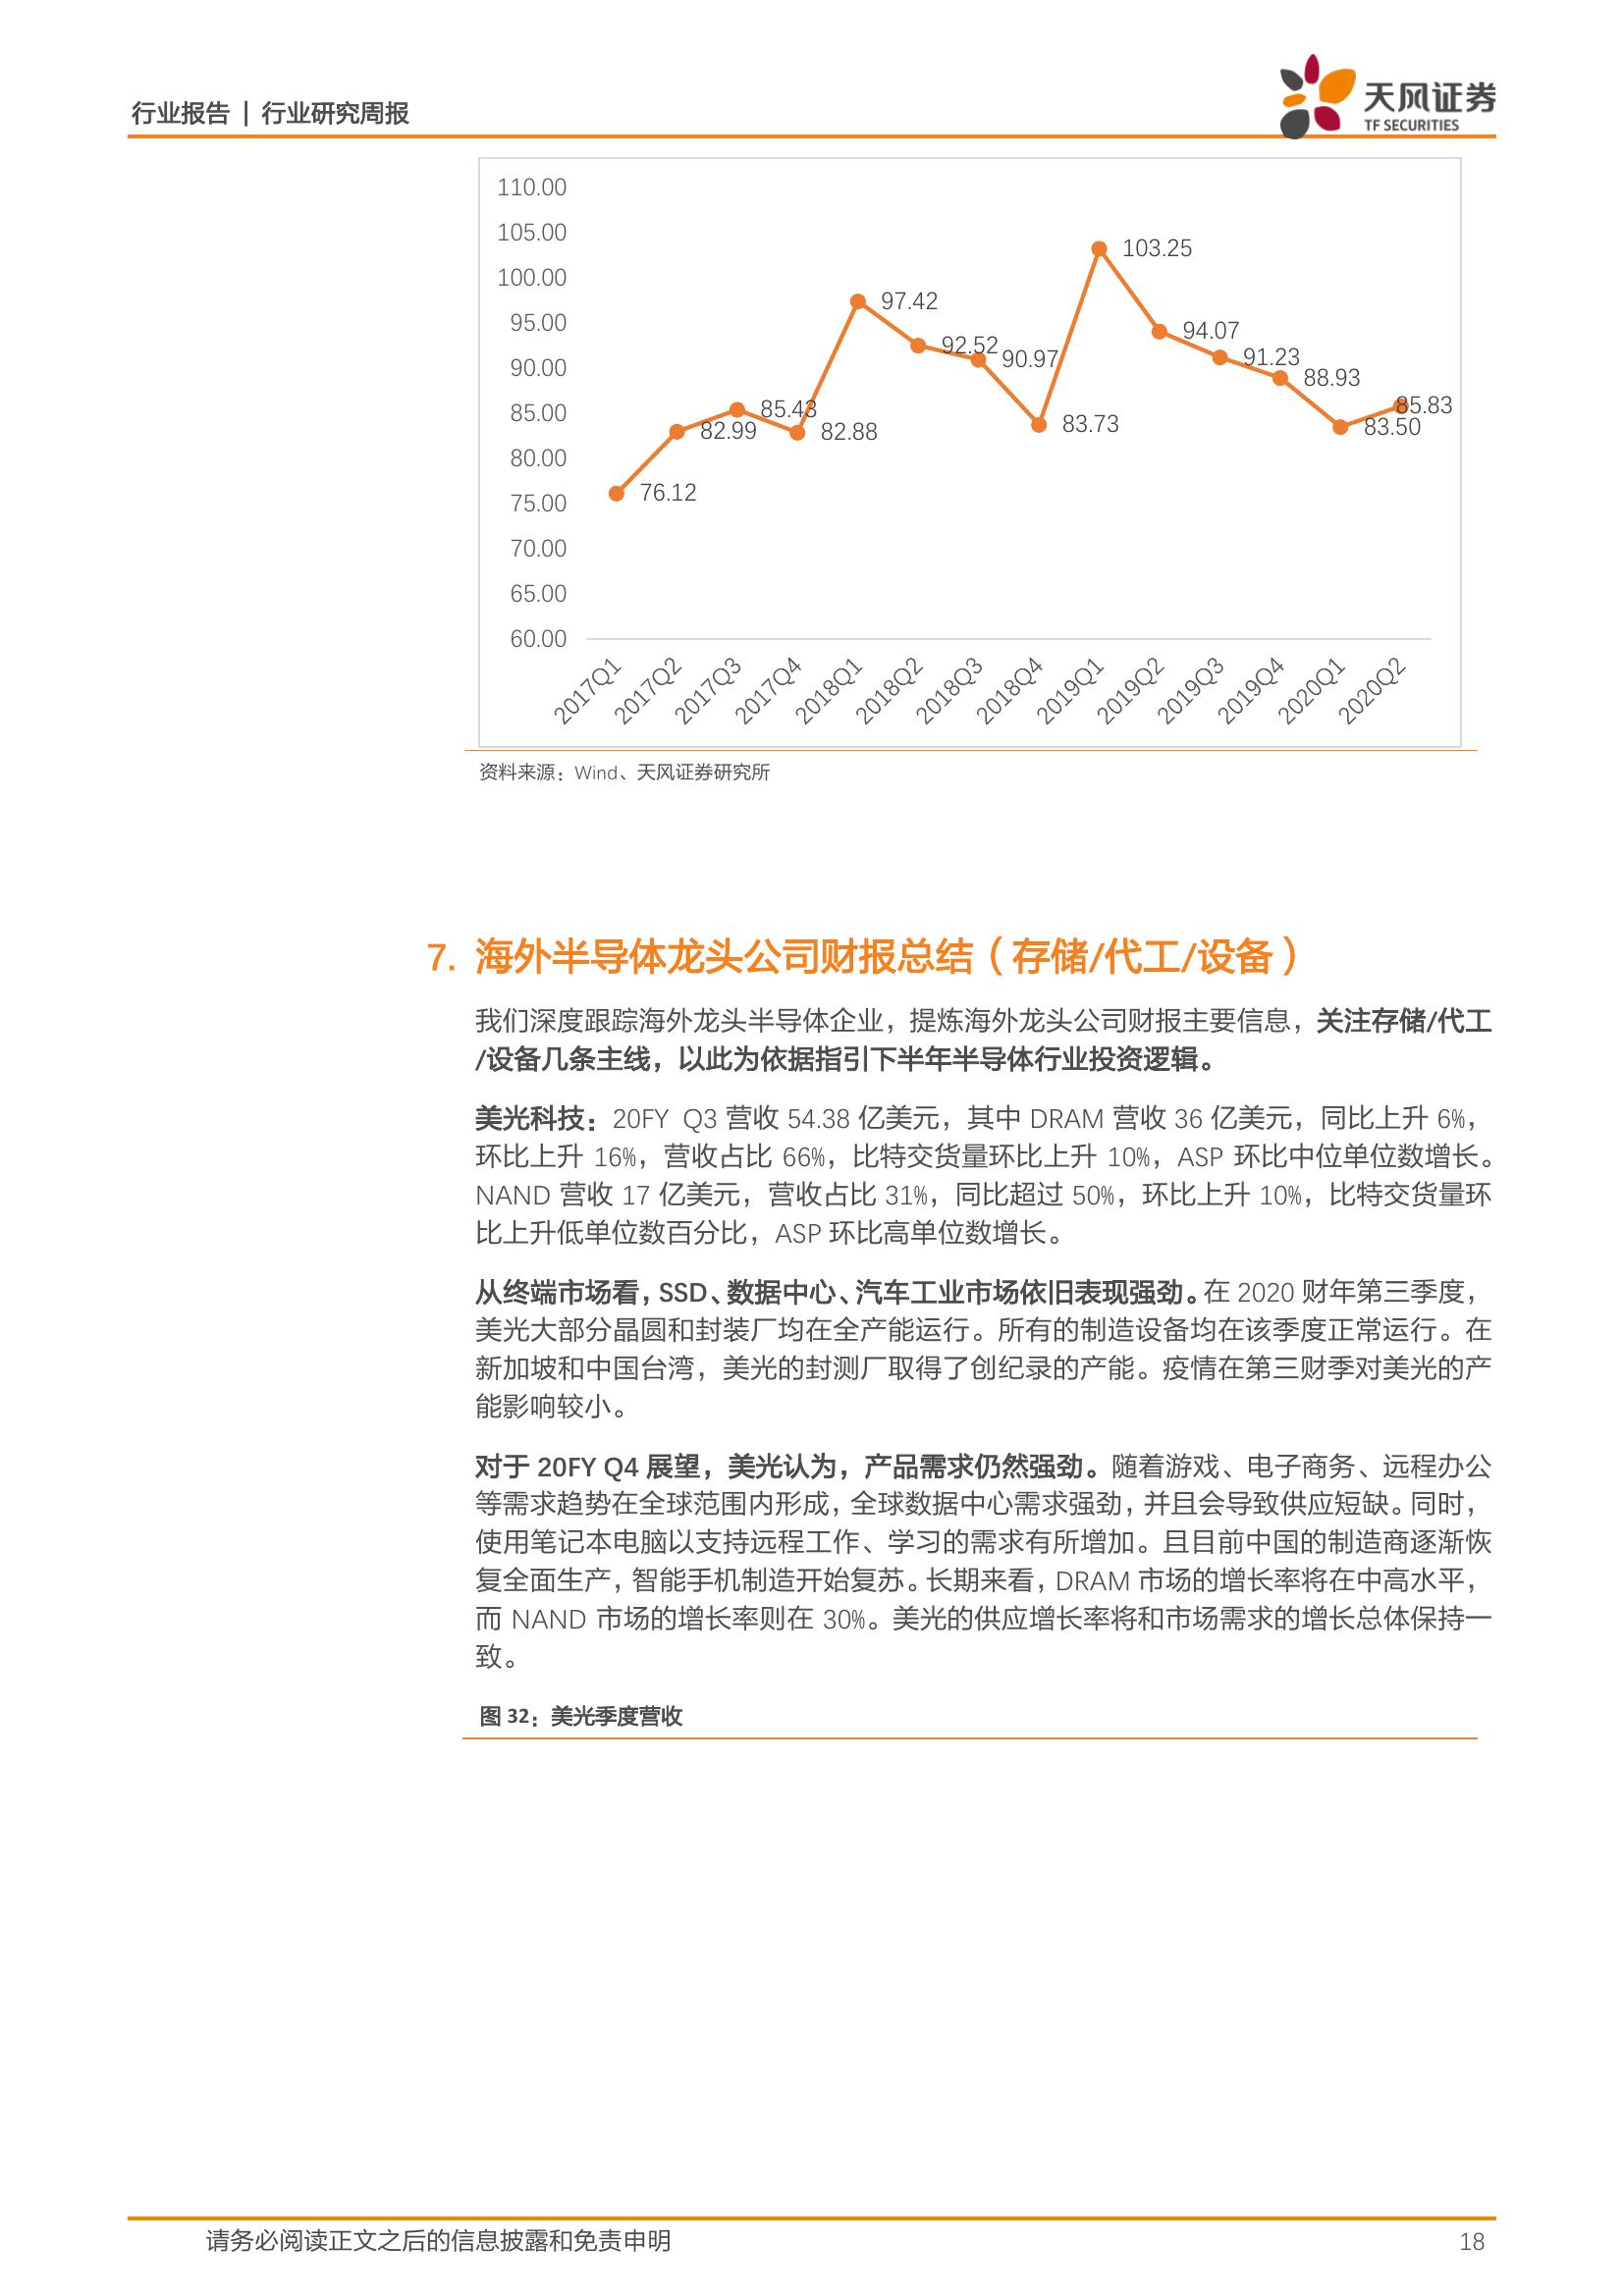 行业报告 | 行业研究周报
天风证券
TF SECURITIES
110.00
105.00
100.00
95.00
90.00
85.00
80.00
75.00
70.00
65.00
60.00
76.12
82.99
85.43
82.88
97.42
92.52
90.97
83.73
103.25
94.07
91.23
88.93
83.50
85.83
2017Q1
2017Q2
2017Q3
2017Q4
2018Q1
2018Q2
2018Q3
2018Q4
2019Q1
2019Q2
2019Q3
2019Q4
2020Q1
2020Q2
资料来源：Wind、天风证券研究所
7. 海外半导体龙头公司财报总结（存储/代工/设备）
我们深度跟踪海外龙头半导体企业，提炼海外龙头公司财报主要信息，关注存储/代工
/设备几条主线，以此为依据指引下半年半导体行业投资逻辑。
美光科技：20FY Q3 营收 54.38 亿美元，其中 DRAM 营收 36 亿美元，同比上升 6%，
环比上升 16%，营收占比 66%，比特交货量环比上升 10%，ASP 环比中位单位数增长。
NAND 营收 17 亿美元，营收占比 31%，同比超过 50%，环比上升 10%，比特交货量环
比上升低单位数百分比，ASP 环比高单位数增长。
从终端市场看，SSD、数据中心、汽车工业市场依旧表现强劲。在 2020 财年第三季度，
美光大部分晶圆和封装厂均在全产能运行。所有的制造设备均在该季度正常运行。在
新加坡和中国台湾，美光的封测厂取得了创纪录的产能。疫情在第三财季对美光的产
能影响较小。
对于 20FY Q4 展望，美光认为，产品需求仍然强劲。随着游戏、电子商务、远程办公
等需求趋势在全球范围内形成，全球数据中心需求强劲，并且会导致供应短缺。同时，
使用笔记本电脑以支持远程工作、学习的需求有所增加。且目前中国的制造商逐渐恢
复全面生产，智能手机制造开始复苏。长期来看，DRAM 市场的增长率将在中高水平，
而 NAND 市场的增长率则在 30%。美光的供应增长率将和市场需求的增长总体保持一
致。
图 32：美光季度营收
请务必阅读正文之后的信息披露和免责申明
18